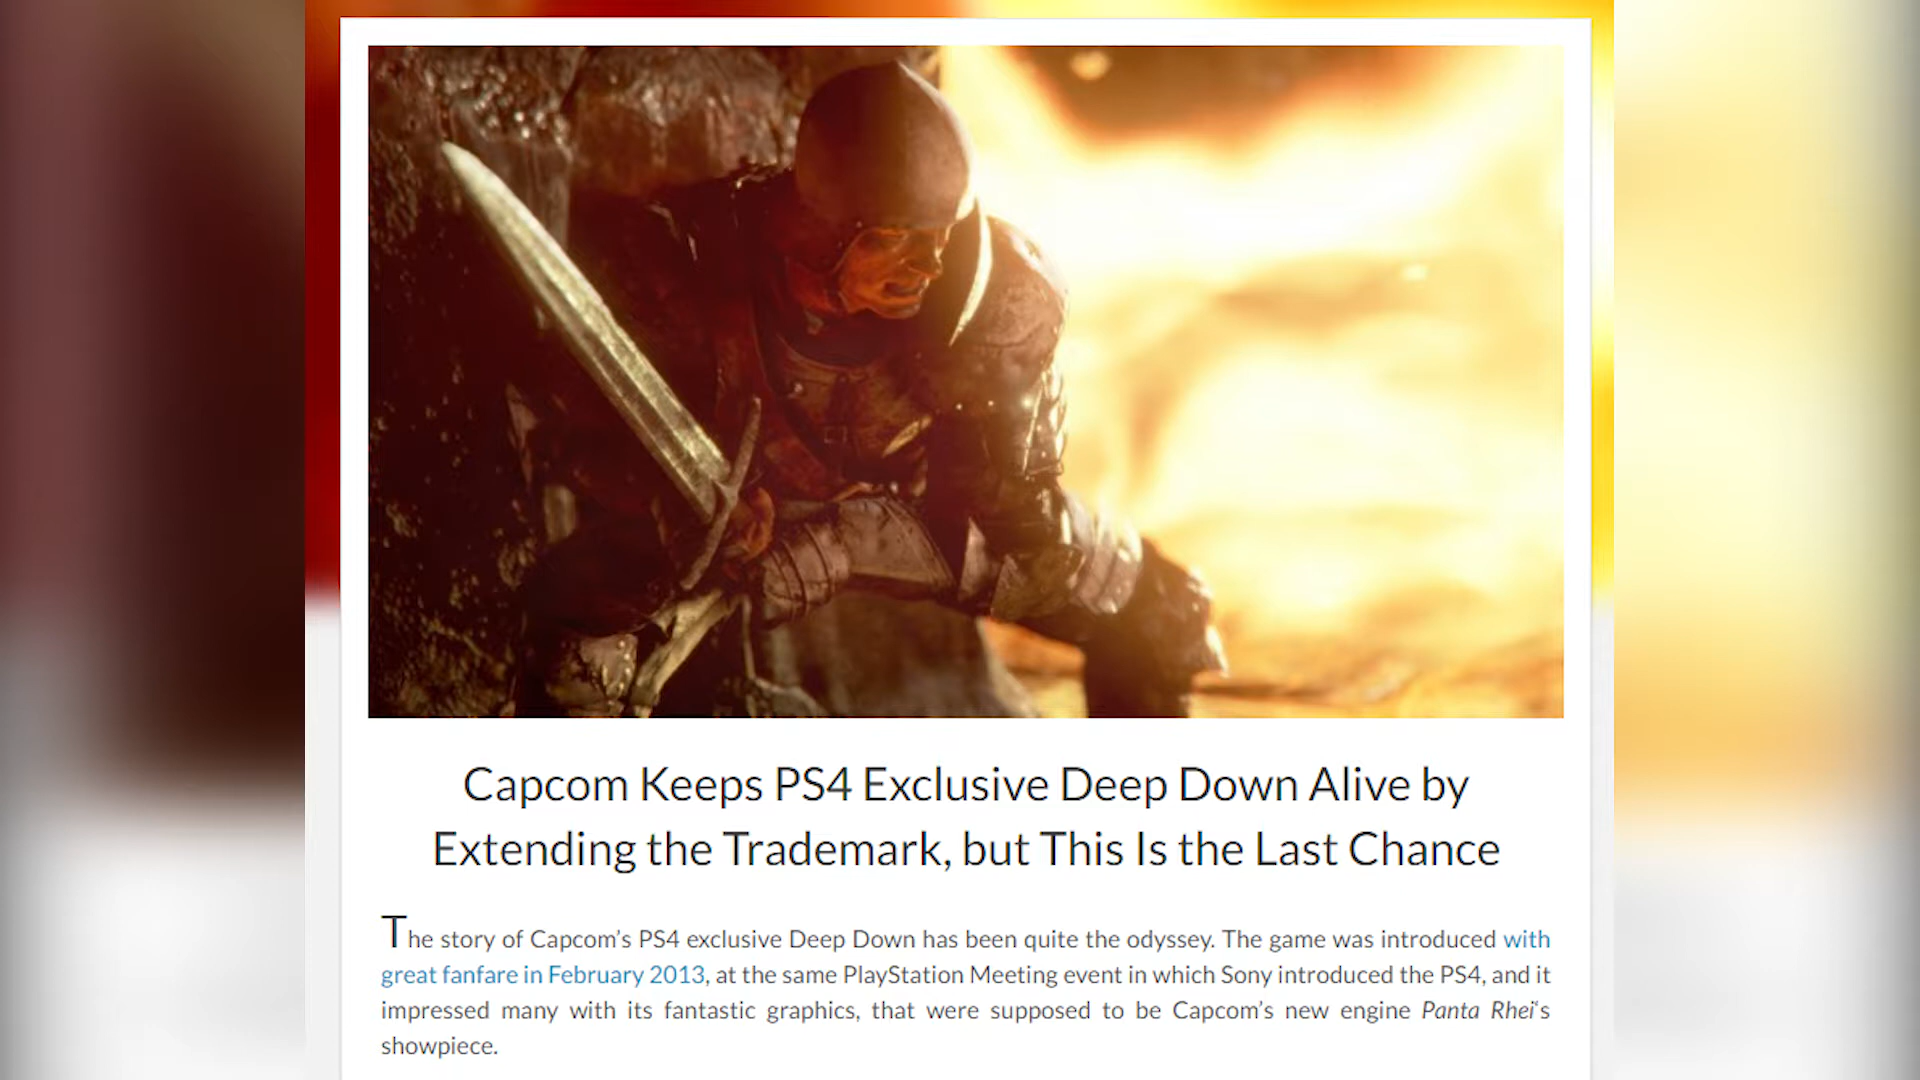 Capcom Keeps PS4 Exclusive Deep Down Alive by
Extending the Trademark, but This Is the Last Chance
The story of Capcom’s PS4 exclusive Deep Down has been quite the odyssey. The game was introduced with
great fanfare in February 2013, at the same PlayStation Meeting event in which Sony introduced the PS4, and it
impressed many with its fantastic graphics, that were supposed to be Capcom’s new engine Panta Rhei‘s
showpiece.